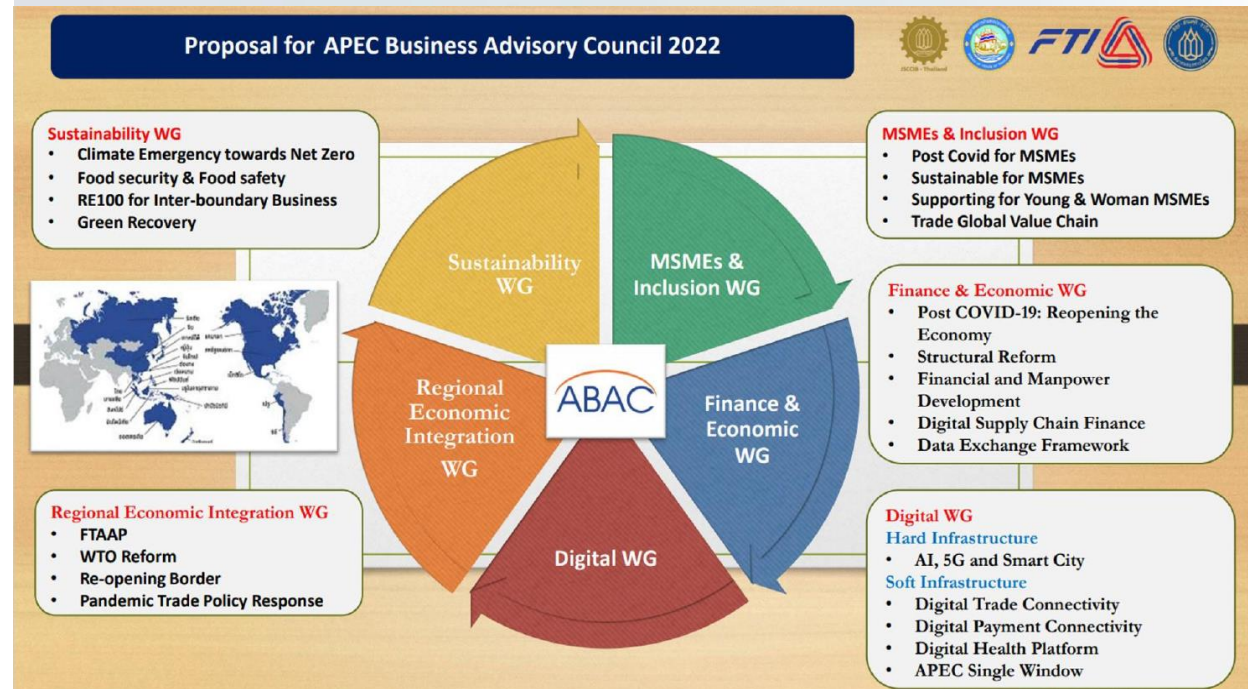 Proposal for APEC Business Advisory Council 2022
JSCCIB - Thailand
FTI
Sustainability WG
• Climate Emergency towards Net Zero
• Food security & Food safety
• RE100 for Inter-boundary Business
• Green Recovery
MSMEs & Inclusion WG
• Post Covid for MSMEs
• Sustainable for MSMEs
• Supporting for Young & Woman MSMEs
• Trade Global Value Chain
Sustainability
WG
MSMEs &
Inclusion WG
Finance & Economic WG
• Post COVID-19: Reopening the
Economy
• Structural Reform
• Financial and Manpower
Development
• Digital Supply Chain Finance
• Data Exchange Framework
Regional
Economic
Integration
WG
ABAC
Finance &
Economic
WG
Digital WG
Regional Economic Integration WG
• FTAAP
• WTO Reform
• Re-opening Border
• Pandemic Trade Policy Response
Digital WG
Hard Infrastructure
• AI, 5G and Smart City
Soft Infrastructure
• Digital Trade Connectivity
• Digital Payment Connectivity
• Digital Health Platform
• APEC Single Window